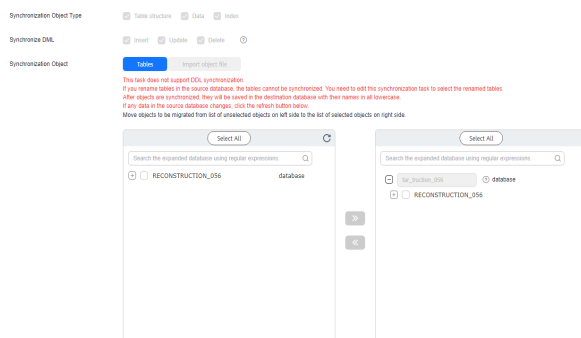 Synchronization Object Type
Table structure Data Index
Synchronize DML
Insert Update Delete
Synchronization Object
Tables Import object file
This task does not support DDL synchronization.
If you rename tables in the source database, the tables cannot be synchronized. You need to edit this synchronization task to select the renamed tables.
After objects are synchronized, they will be saved in the destination database with their names in all lowercase.
If any data in the source database changes, click the refresh button below.
Move objects to be migrated from list of unselected objects on left side to the list of selected objects on right side.
Select All
Search the expanded database using regular expressions
RECONSTRUCTION_056 database
Select All
Search the expanded database using regular expressions
tar_truction_056 database
RECONSTRUCTION_056